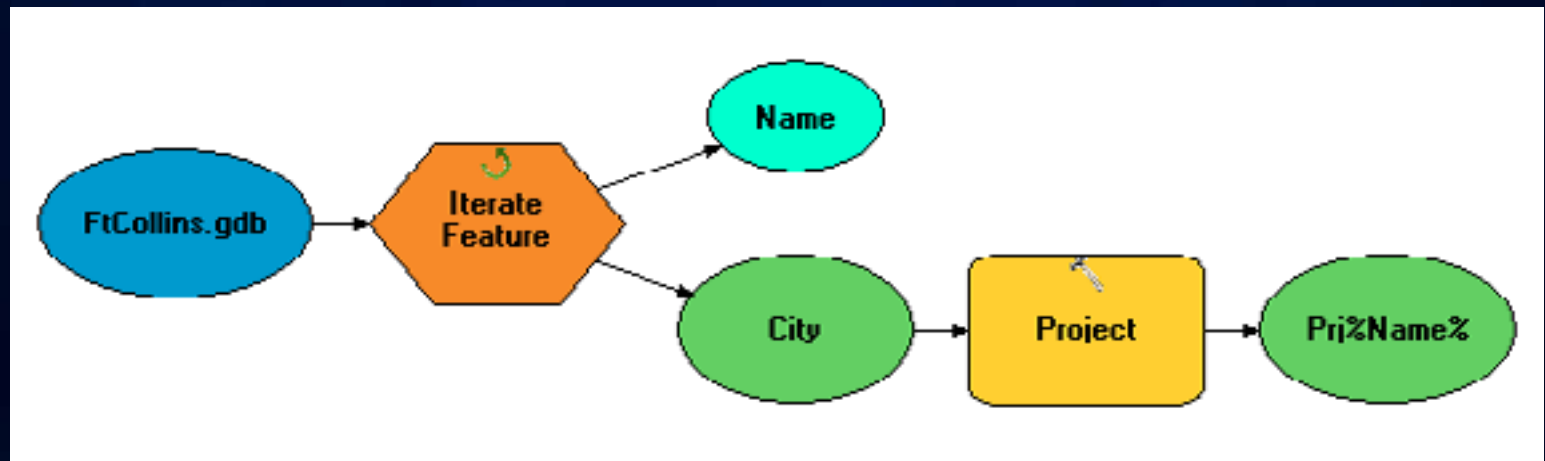 FtCollins.gdb
Iterate
Feature
Name
City
Project
Prj%Name%